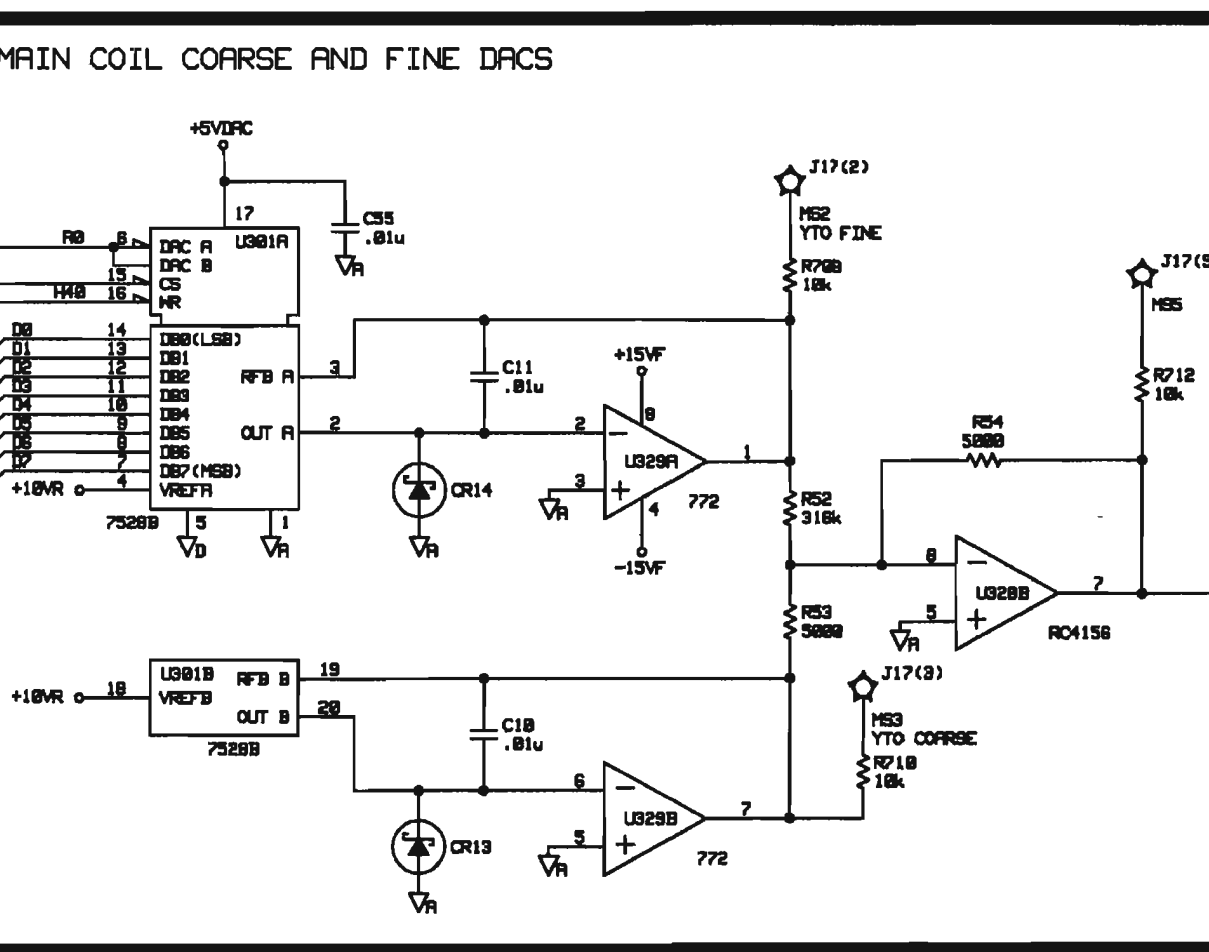 MAIN COIL COARSE AND FINE DACS
+5VDAC
17
U301A
C55
.01u
A
R0
6
DAC A
DAC B
15
CS
H40
16
WR
D0
14
DB0(LSB)
D1
13
DB1
D2
12
DB2
D3
11
DB3
D4
10
DB4
D5
9
DB5
D6
8
DB6
D7
7
DB7(MSB)
+10VR
4
VREFA
RFB A
3
OUT A
2
7528B
5
D
1
A
C11
.01u
CR14
A
+15VF
8
2
U329A
1
3
A
4
772
-15VF
J17(2)
MS2
YTO FINE
R708
10k
R52
316k
R53
5000
R54
5000
J17(5
MS5
R712
10k
6
U328B
7
5
A
RC4156
+10VR
18
U301B
VREFB
RFB B
19
OUT B
20
7528B
C10
.01u
CR13
A
6
U329B
7
5
A
772
J17(3)
MS3
YTO COARSE
R710
10k